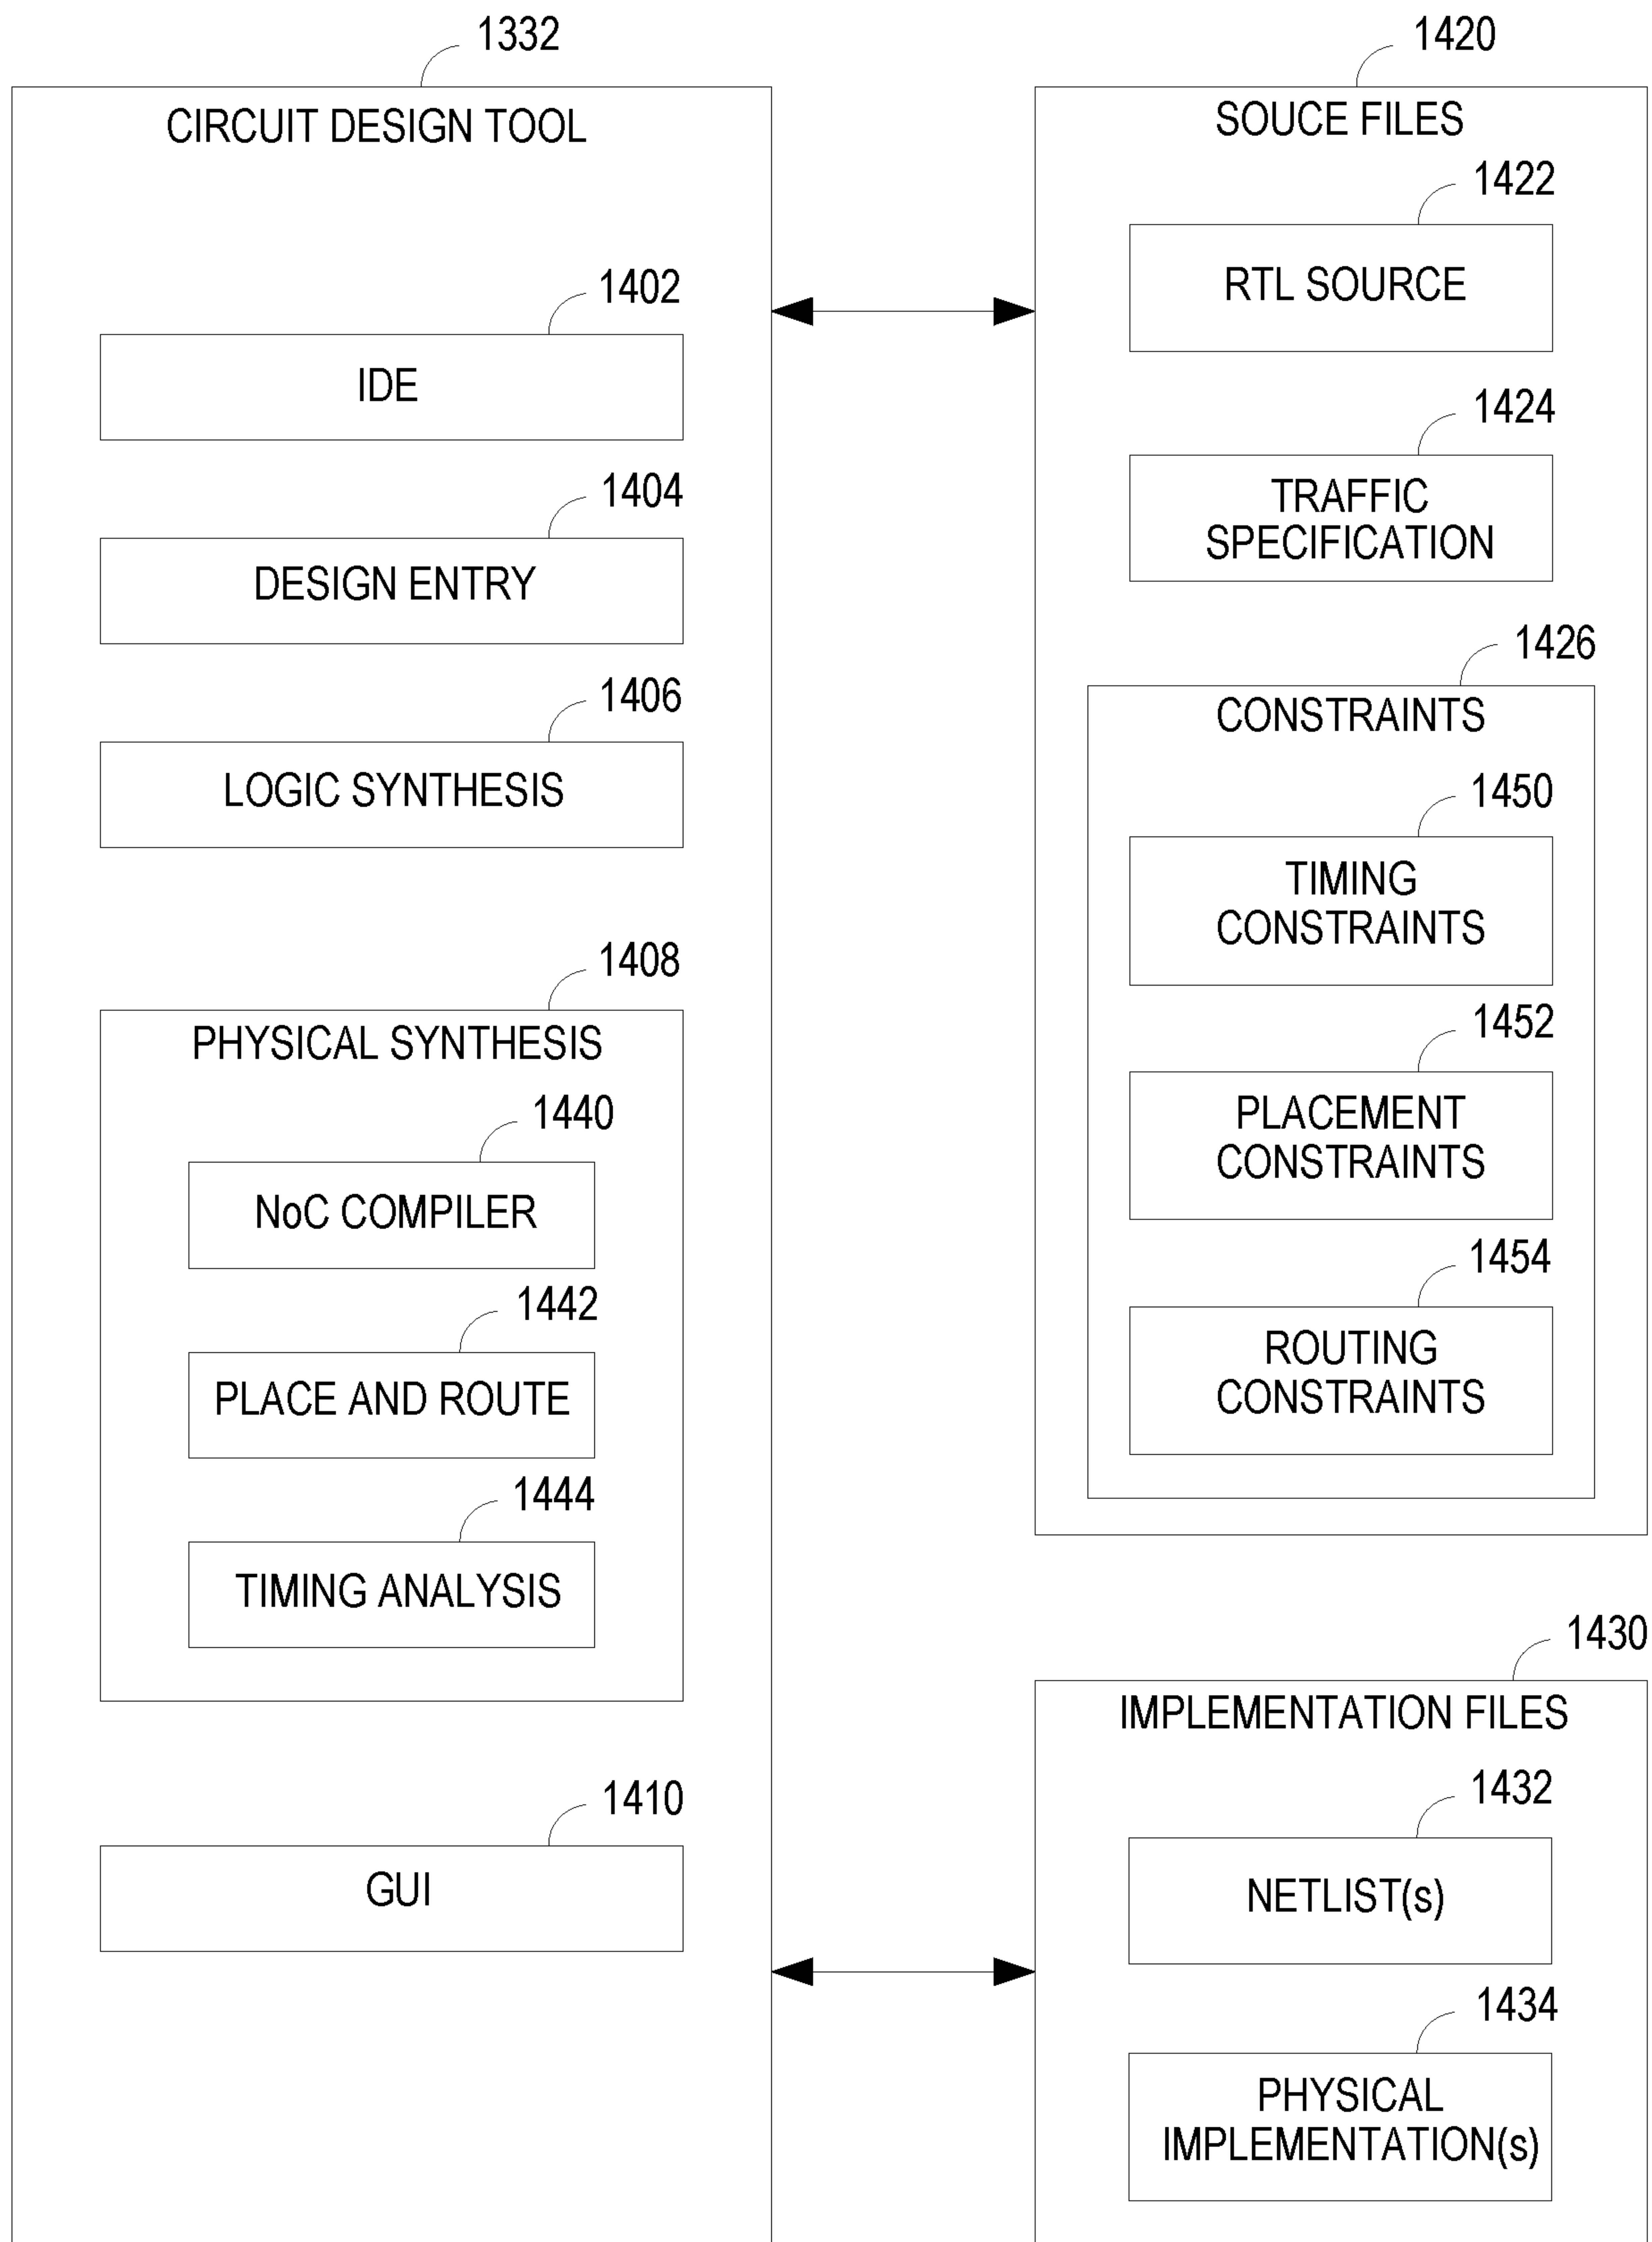 1332
CIRCUIT DESIGN TOOL
1402
IDE
1404
DESIGN ENTRY
1406
LOGIC SYNTHESIS
1408
PHYSICAL SYNTHESIS
1440
NoC COMPILER
1442
PLACE AND ROUTE
1444
TIMING ANALYSIS
1410
GUI
1420
SOUCE FILES
1422
RTL SOURCE
1424
TRAFFIC
SPECIFICATION
1426
CONSTRAINTS
1450
TIMING
CONSTRAINTS
1452
PLACEMENT
CONSTRAINTS
1454
ROUTING
CONSTRAINTS
1430
IMPLEMENTATION FILES
1432
NETLIST(s)
1434
PHYSICAL
IMPLEMENTATION(s)